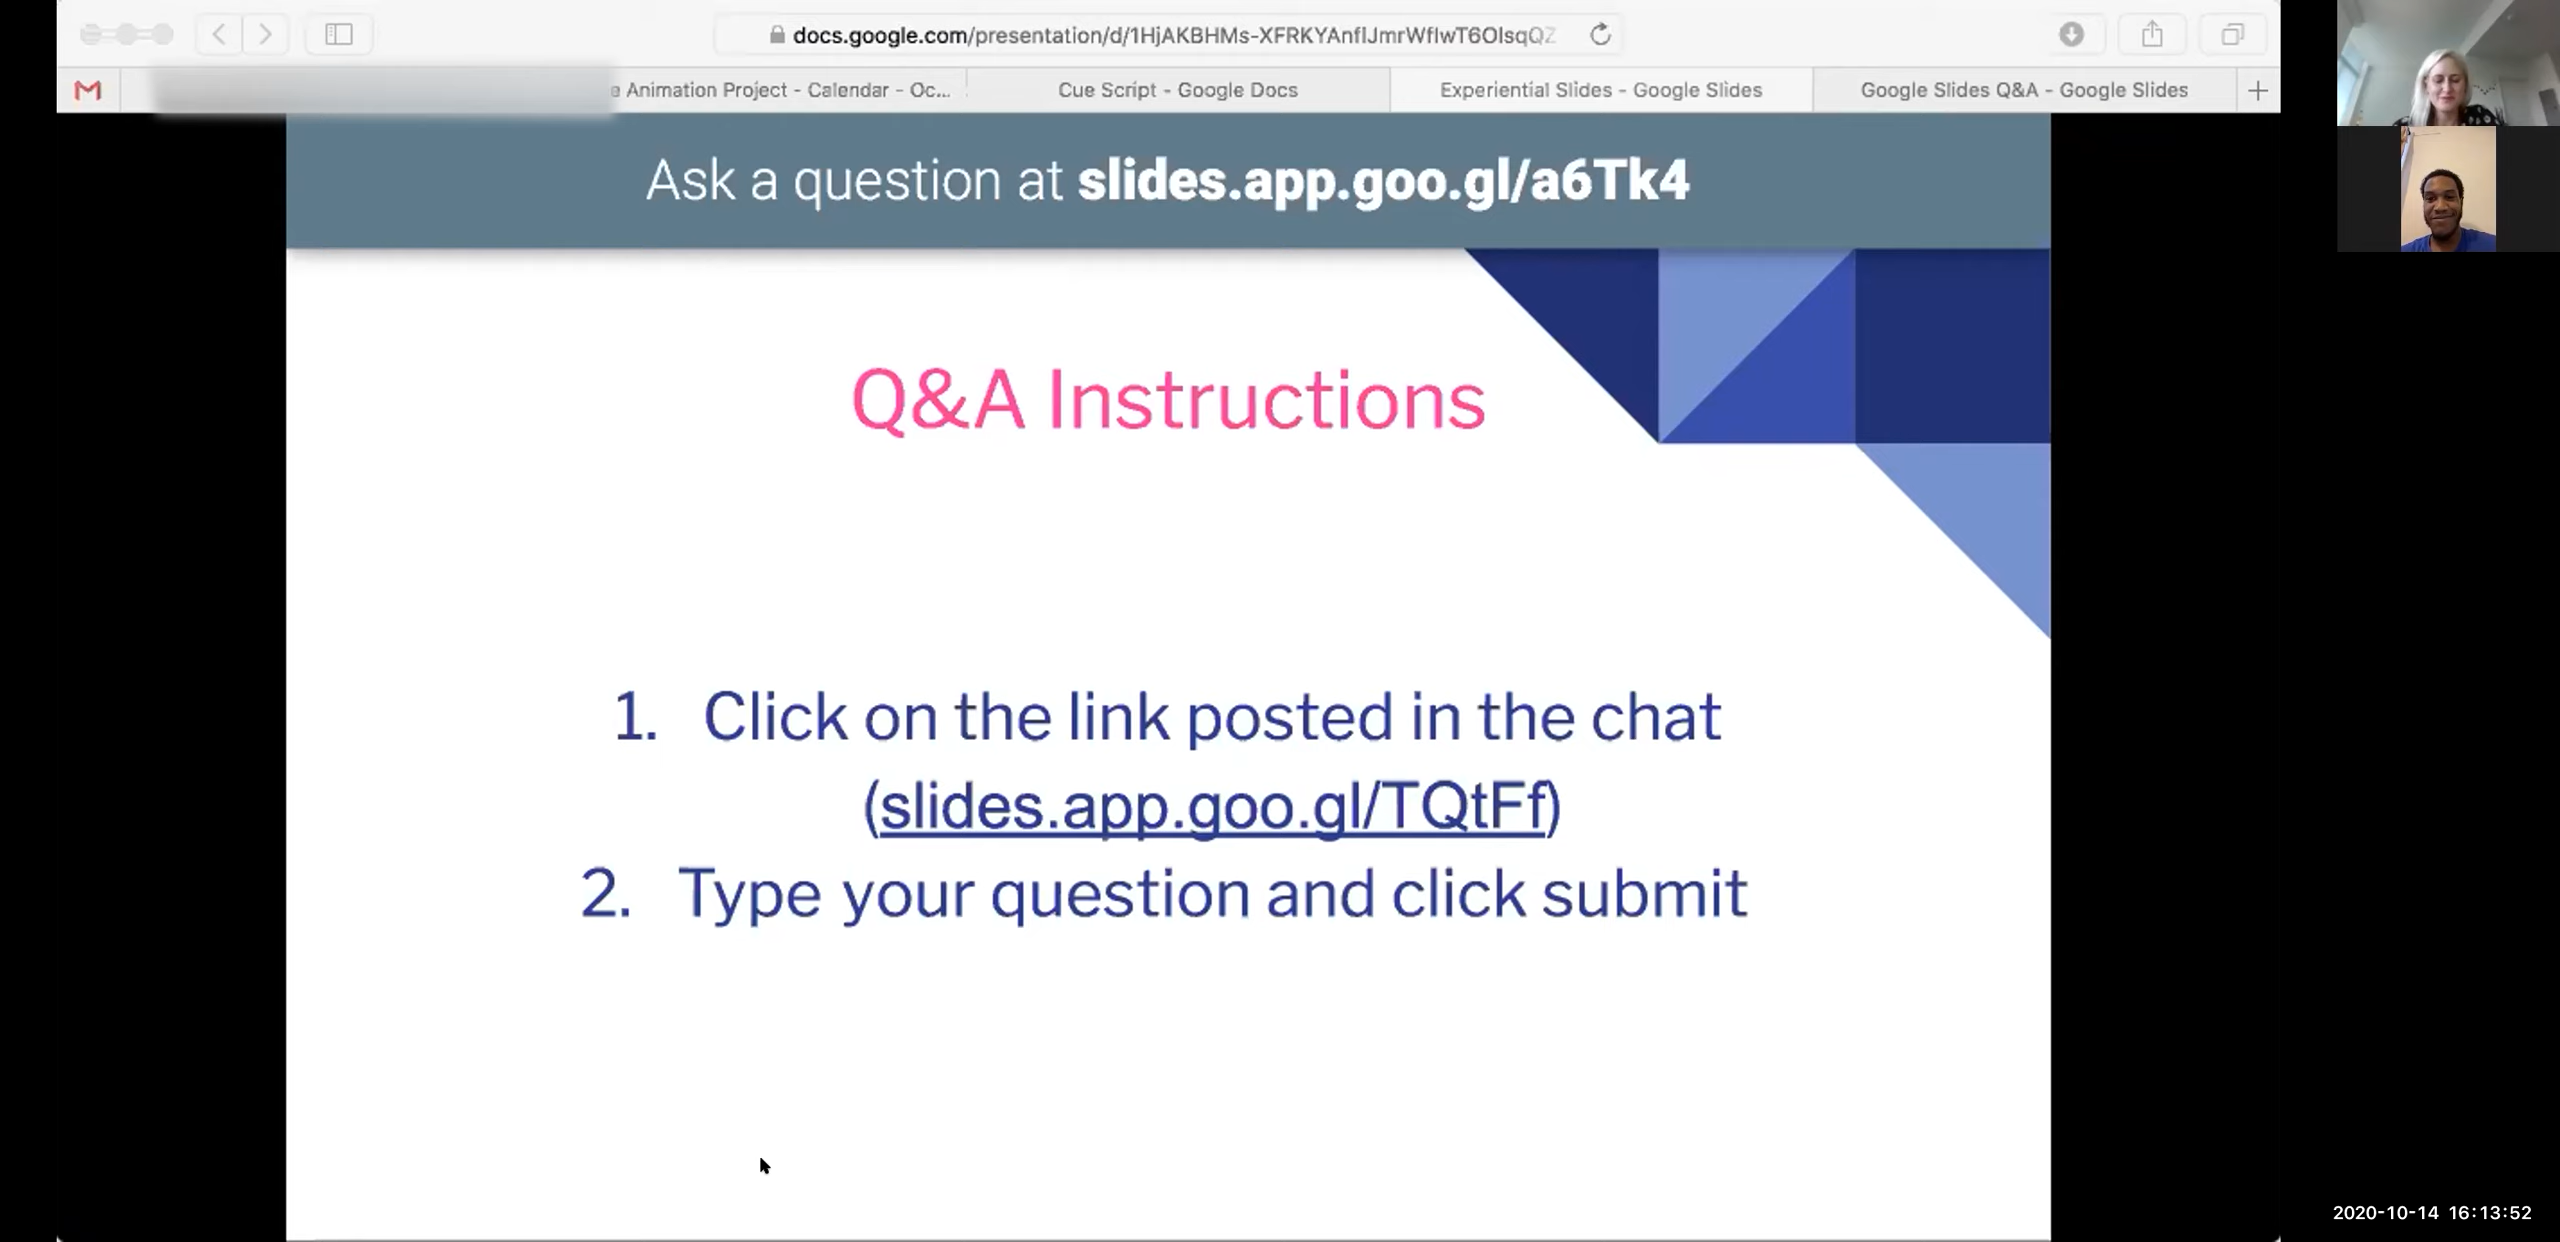 docs.google.com/presentation/d/1HjAKBHMs-XFRKYAnflJmrWflwT6OlsqQZ
e Animation Project - Calendar - Oc...
Cue Script - Google Docs
Experiential Slides - Google Slides
Google Slides Q&A - Google Slides
Ask a question at slides.app.goo.gl/a6Tk4
Q&A Instructions
1. Click on the link posted in the chat
(slides.app.goo.gl/TQtFf)
2. Type your question and click submit
2020-10-14 16:13:52